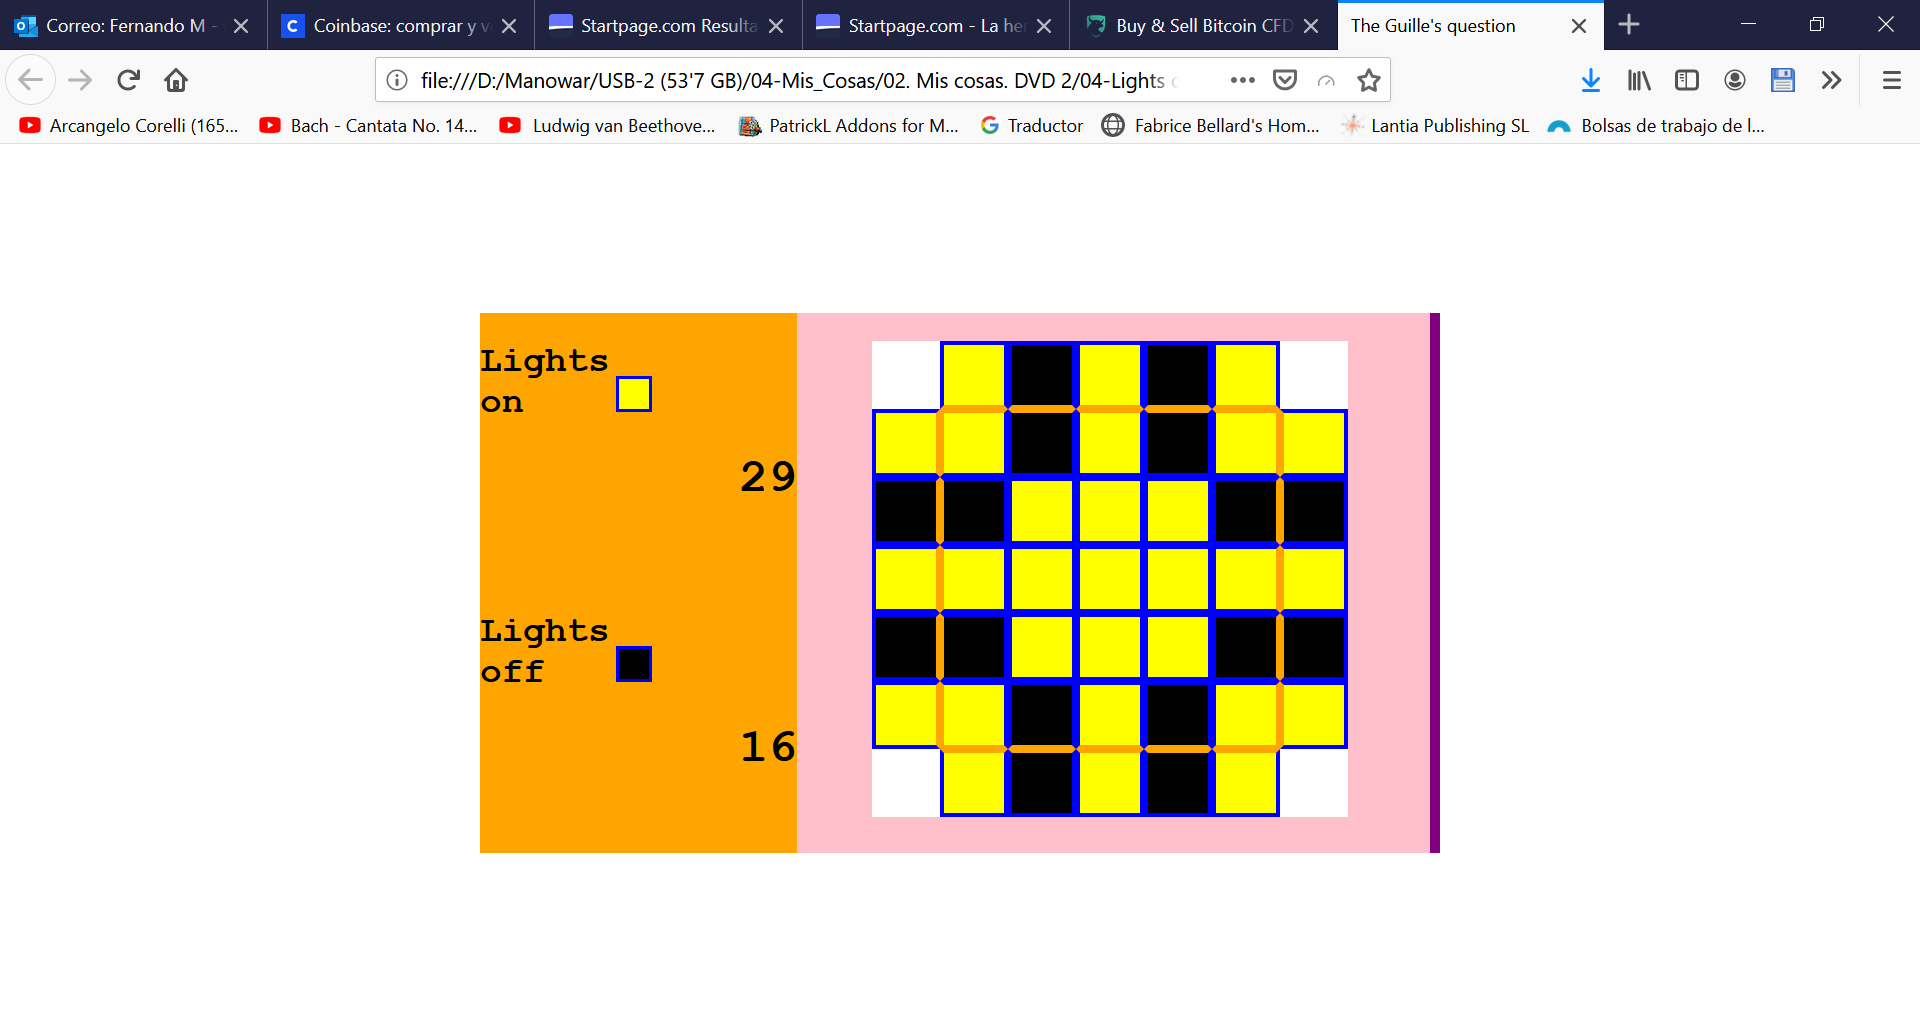 Correo: Fernando M -
Coinbase: comprar y v
Startpage.com Resulta
Startpage.com - La he
Buy & Sell Bitcoin CFD
The Guille's question
file:///D:/Manowar/USB-2 (53'7 GB)/04-Mis_Cosas/02. Mis cosas. DVD 2/04-Lights
Arcangelo Corelli (165...
Bach - Cantata No. 14...
Ludwig van Beethove...
PatrickL Addons for M...
Traductor
Fabrice Bellard's Hom...
Lantia Publishing SL
Bolsas de trabajo de l...
Lights
on
29
Lights
off
16